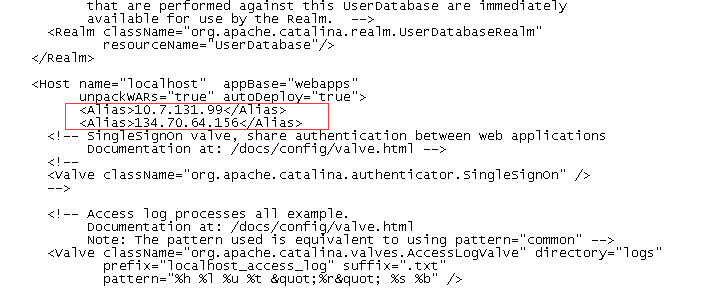 that are performed against this UserDatabase are immediately
available for use by the Realm.  -->
<Realm className="org.apache.catalina.realm.UserDatabaseRealm"
resourceName="UserDatabase"/>
</Realm>
<Host name="localhost"  appBase="webapps"
unpackWARs="true" autoDeploy="true">
<Alias>10.7.131.99</Alias>
<Alias>134.70.64.156</Alias>
<!-- SingleSignOn valve, share authentication between web applications
Documentation at: /docs/config/valve.html -->
<!--
<Valve className="org.apache.catalina.authenticator.SingleSignOn" />
-->
<!-- Access log processes all example.
Documentation at: /docs/config/valve.html
Note: The pattern used is equivalent to using pattern="common" -->
<Valve className="org.apache.catalina.valves.AccessLogValve" directory="logs"
prefix="localhost_access_log" suffix=".txt"
pattern="%h %l %u %t &quot;%r&quot; %s %b" />